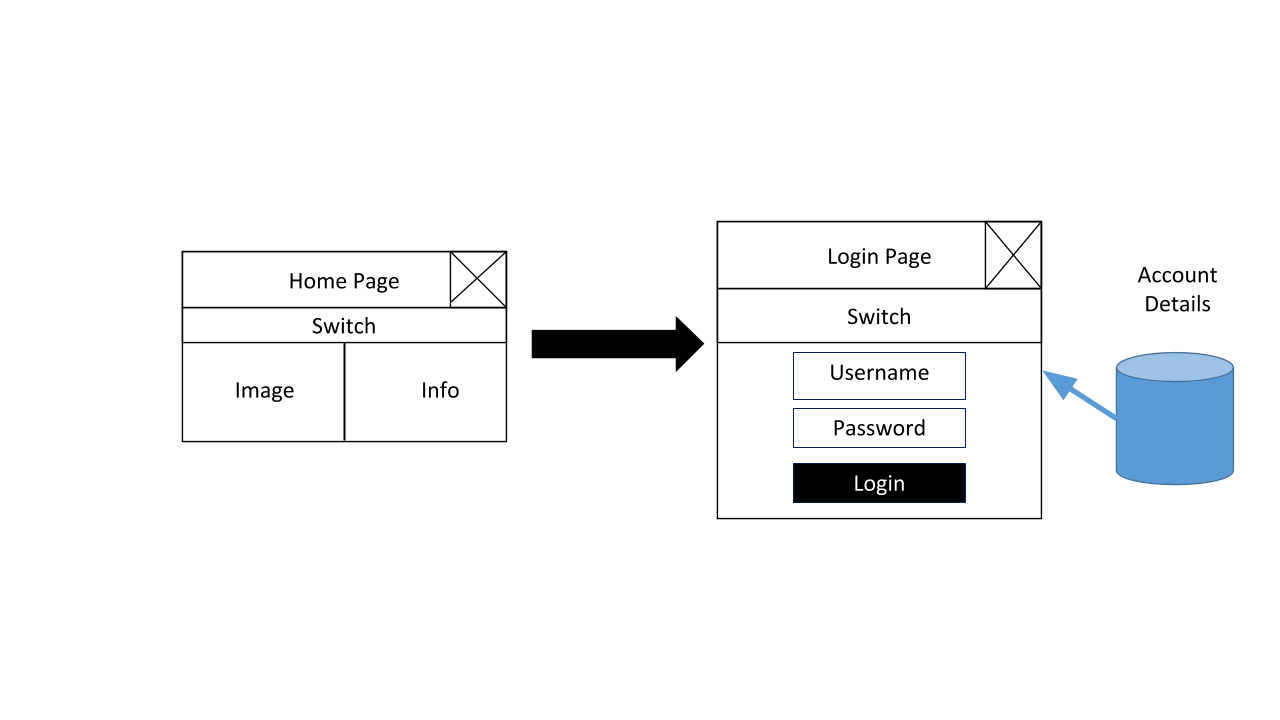 Home Page
Switch
Image
Info
Login Page
Switch
Username
Password
Login
Account
Details